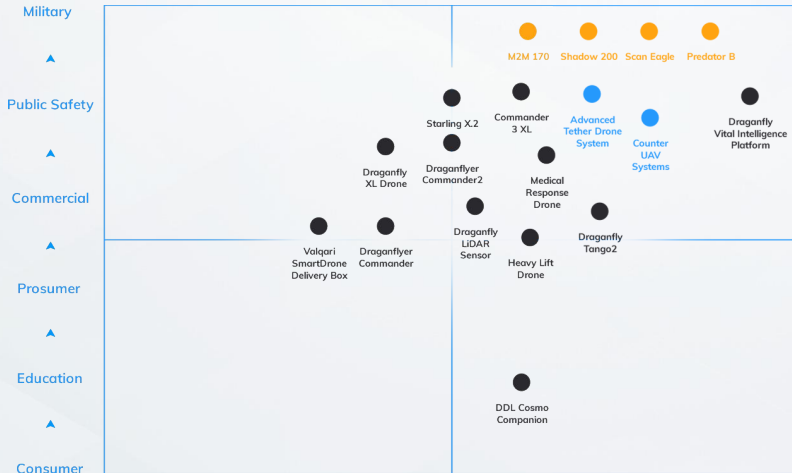 Military
M2M 170
Shadow 200
Scan Eagle
Predator B
Public Safety
Starling X.2
Commander
3 XL
Advanced
Tether Drone
System
Counter
UAV
Systems
Draganfly
Vital Intelligence
Platform
Draganfly
XL Drone
Draganflyer
Commander2
Medical
Response
Drone
Commercial
Valqari
SmartDrone
Delivery Box
Draganflyer
Commander
Draganfly
LiDAR
Sensor
Heavy Lift
Drone
Draganfly
Tango2
Prosumer
Education
DDL Cosmo
Companion
Consumer